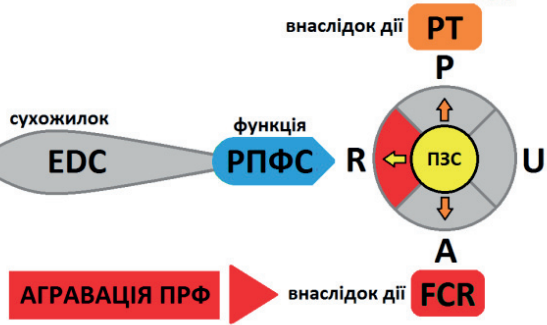 внаслідок дії PT
P
сухожилок
EDC
функція
РПФС
R ПЗС U
A
АГРАВАЦІЯ ПРФ
внаслідок дії FCR